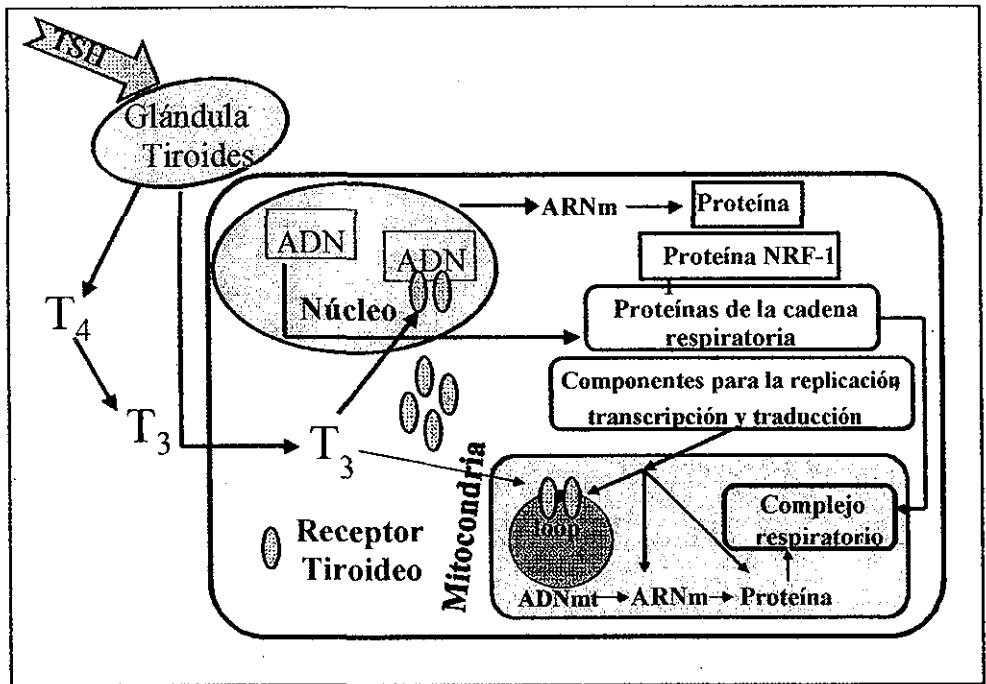 TSH
Glándula
Tiroides
ADN
ADN
Núcleo
ARNm
Proteína
Proteína NRF-1
Proteínas de la cadena
respiratoria
Componentes para la replicación,
transcripción y traducción
T4
T3
T3
Receptor
Tiroideo
Mitocondria
loop
Complejo
respiratorio
ADNmt
ARNm
Proteína